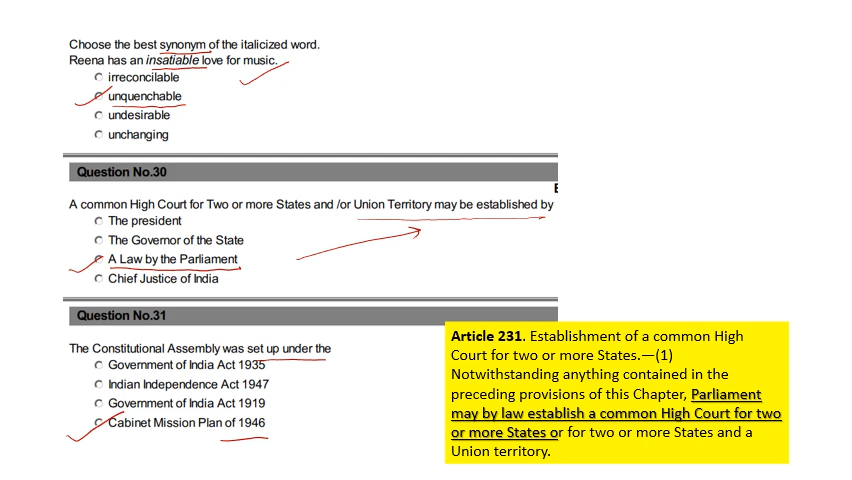 Choose the best synonym of the italicized word.
Reena has an insatiable love for music.
irreconcilable
unquenchable
undesirable
unchanging
Question No.30
A common High Court for Two or more States and /or Union Territory may be established by
The president
The Governor of the State
A Law by the Parliament
Chief Justice of India
Question No.31
The Constitutional Assembly was set up under the
Government of India Act 1935
Indian Independence Act 1947
Government of India Act 1919
Cabinet Mission Plan of 1946
Article 231. Establishment of a common High
Court for two or more States.—(1)
Notwithstanding anything contained in the
preceding provisions of this Chapter, Parliament
may by law establish a common High Court for two
or more States or for two or more States and a
Union territory.